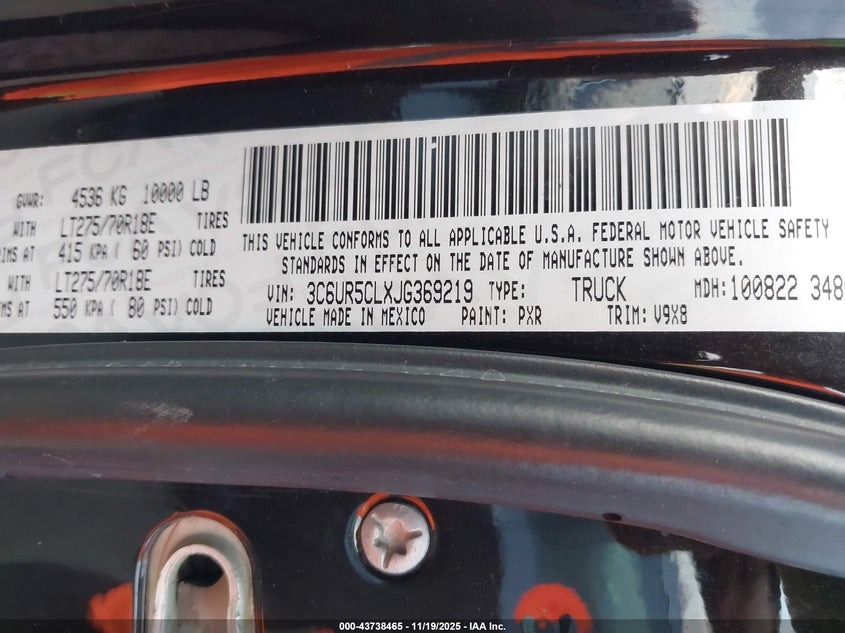 GVWR: 4536 KG 10000 LB
WITH LT275/70R18E TIRES
RIMS AT 415 KPA ( 60 PSI) COLD
WITH LT275/70R18E TIRES
RIMS AT 550 KPA ( 80 PSI) COLD
THIS VEHICLE CONFORMS TO ALL APPLICABLE U.S.A. FEDERAL MOTOR VEHICLE SAFETY
STANDARDS IN EFFECT ON THE DATE OF MANUFACTURE SHOWN ABOVE.
VIN: 3C6UR5CLXJG369219 TYPE: TRUCK MDH:100822 348
VEHICLE MADE IN MEXICO PAINT: PXR TRIM: V9X8
000-43738465 - 11/19/2025 - IAA Inc.